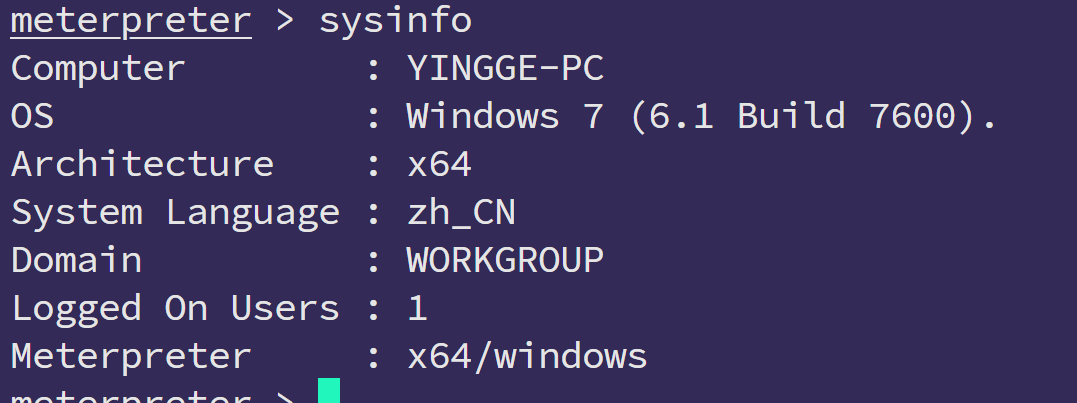 meterpreter > sysinfo
Computer        : YINGGE-PC
OS              : Windows 7 (6.1 Build 7600).
Architecture    : x64
System Language : zh_CN
Domain          : WORKGROUP
Logged On Users : 1
Meterpreter     : x64/windows
meterpreter >